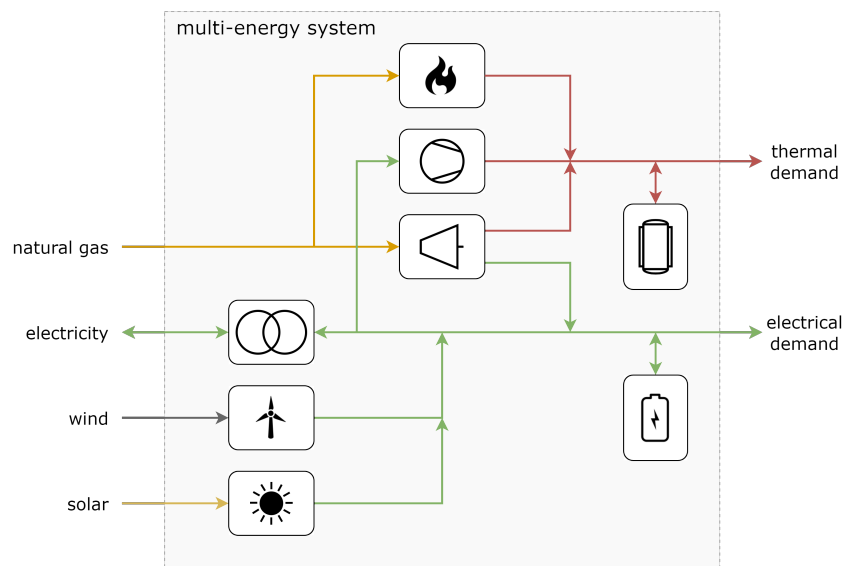 multi-energy system
thermal
demand
natural gas
electricity
electrical
demand
wind
solar